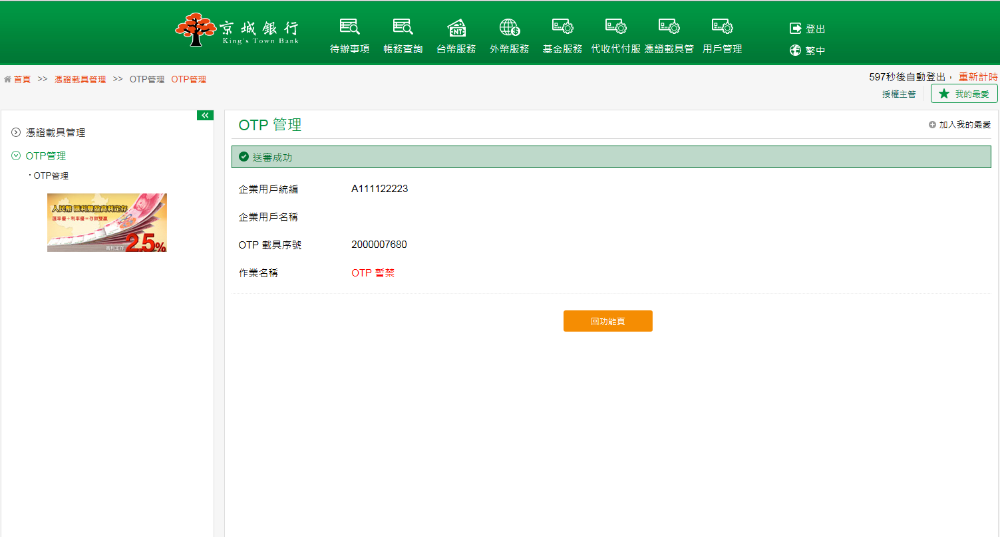 京城銀行
King's Town Bank
待辦事項
帳務查詢
NT
台幣服務
$
外幣服務
基金服務
代收代付服
憑證載具管
用戶管理
登出
繁中
首頁 >> 憑證載具管理 >> OTP管理 OTP管理
597秒後自動登出， 重新計時
授權主管
我的最愛
憑證載具管理
OTP管理
OTP管理
人民幣 匯利雙盈高利定存
匯率優+利率優=存款雙贏
高利定存 2.5%
OTP 管理
加入我的最愛
送審成功
企業用戶統編 A111122223
企業用戶名稱
OTP 載具序號 2000007680
作業名稱 OTP 暫禁
回功能頁